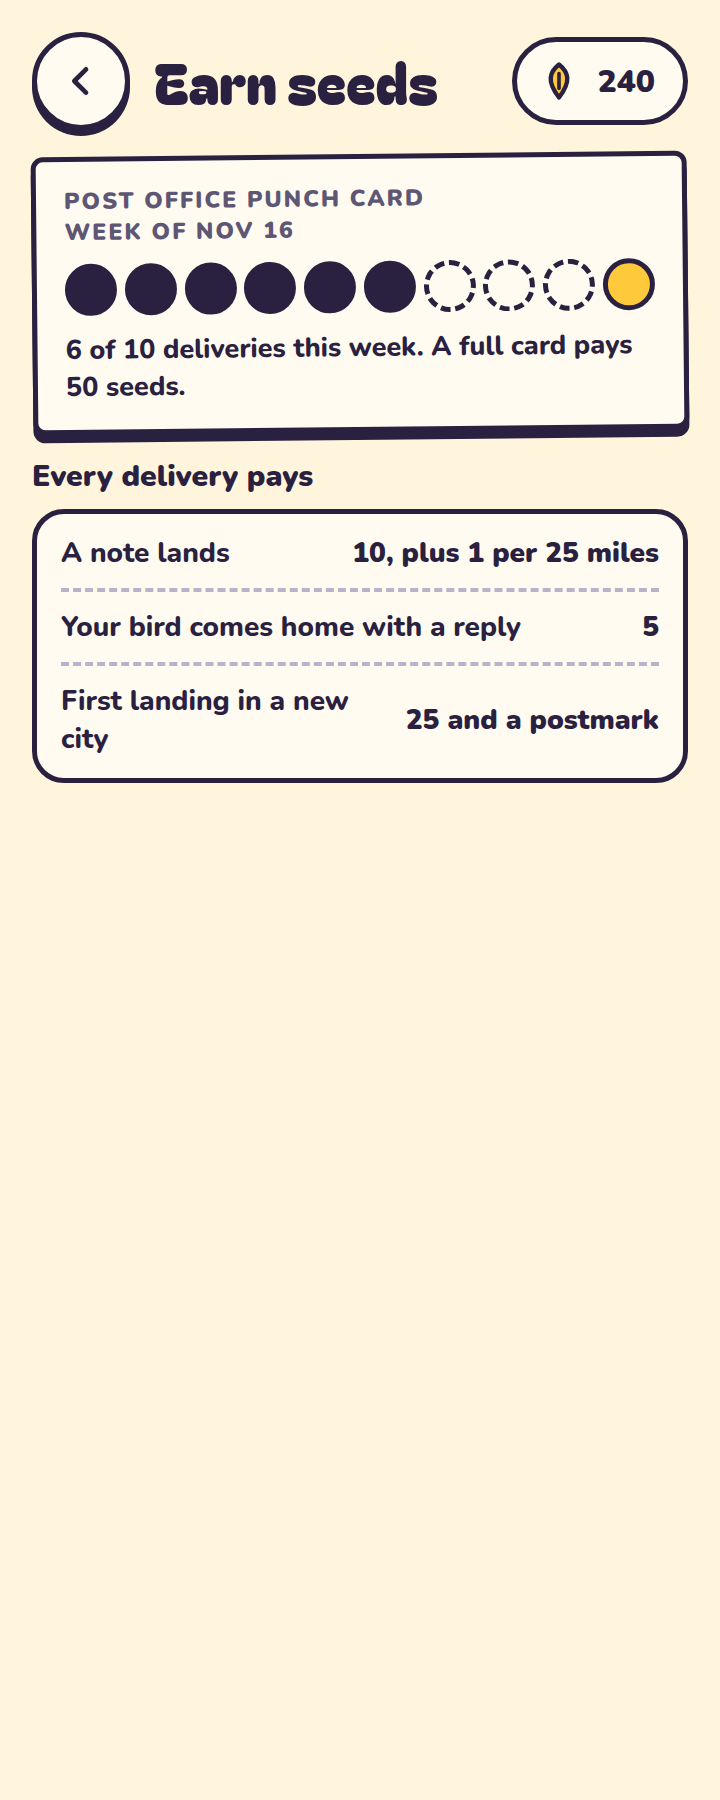 Earn seeds
240
POST OFFICE PUNCH CARD
WEEK OF NOV 16
6 of 10 deliveries this week. A full card pays
50 seeds.
Every delivery pays
A note lands 10, plus 1 per 25 miles
Your bird comes home with a reply 5
First landing in a new
city
25 and a postmark